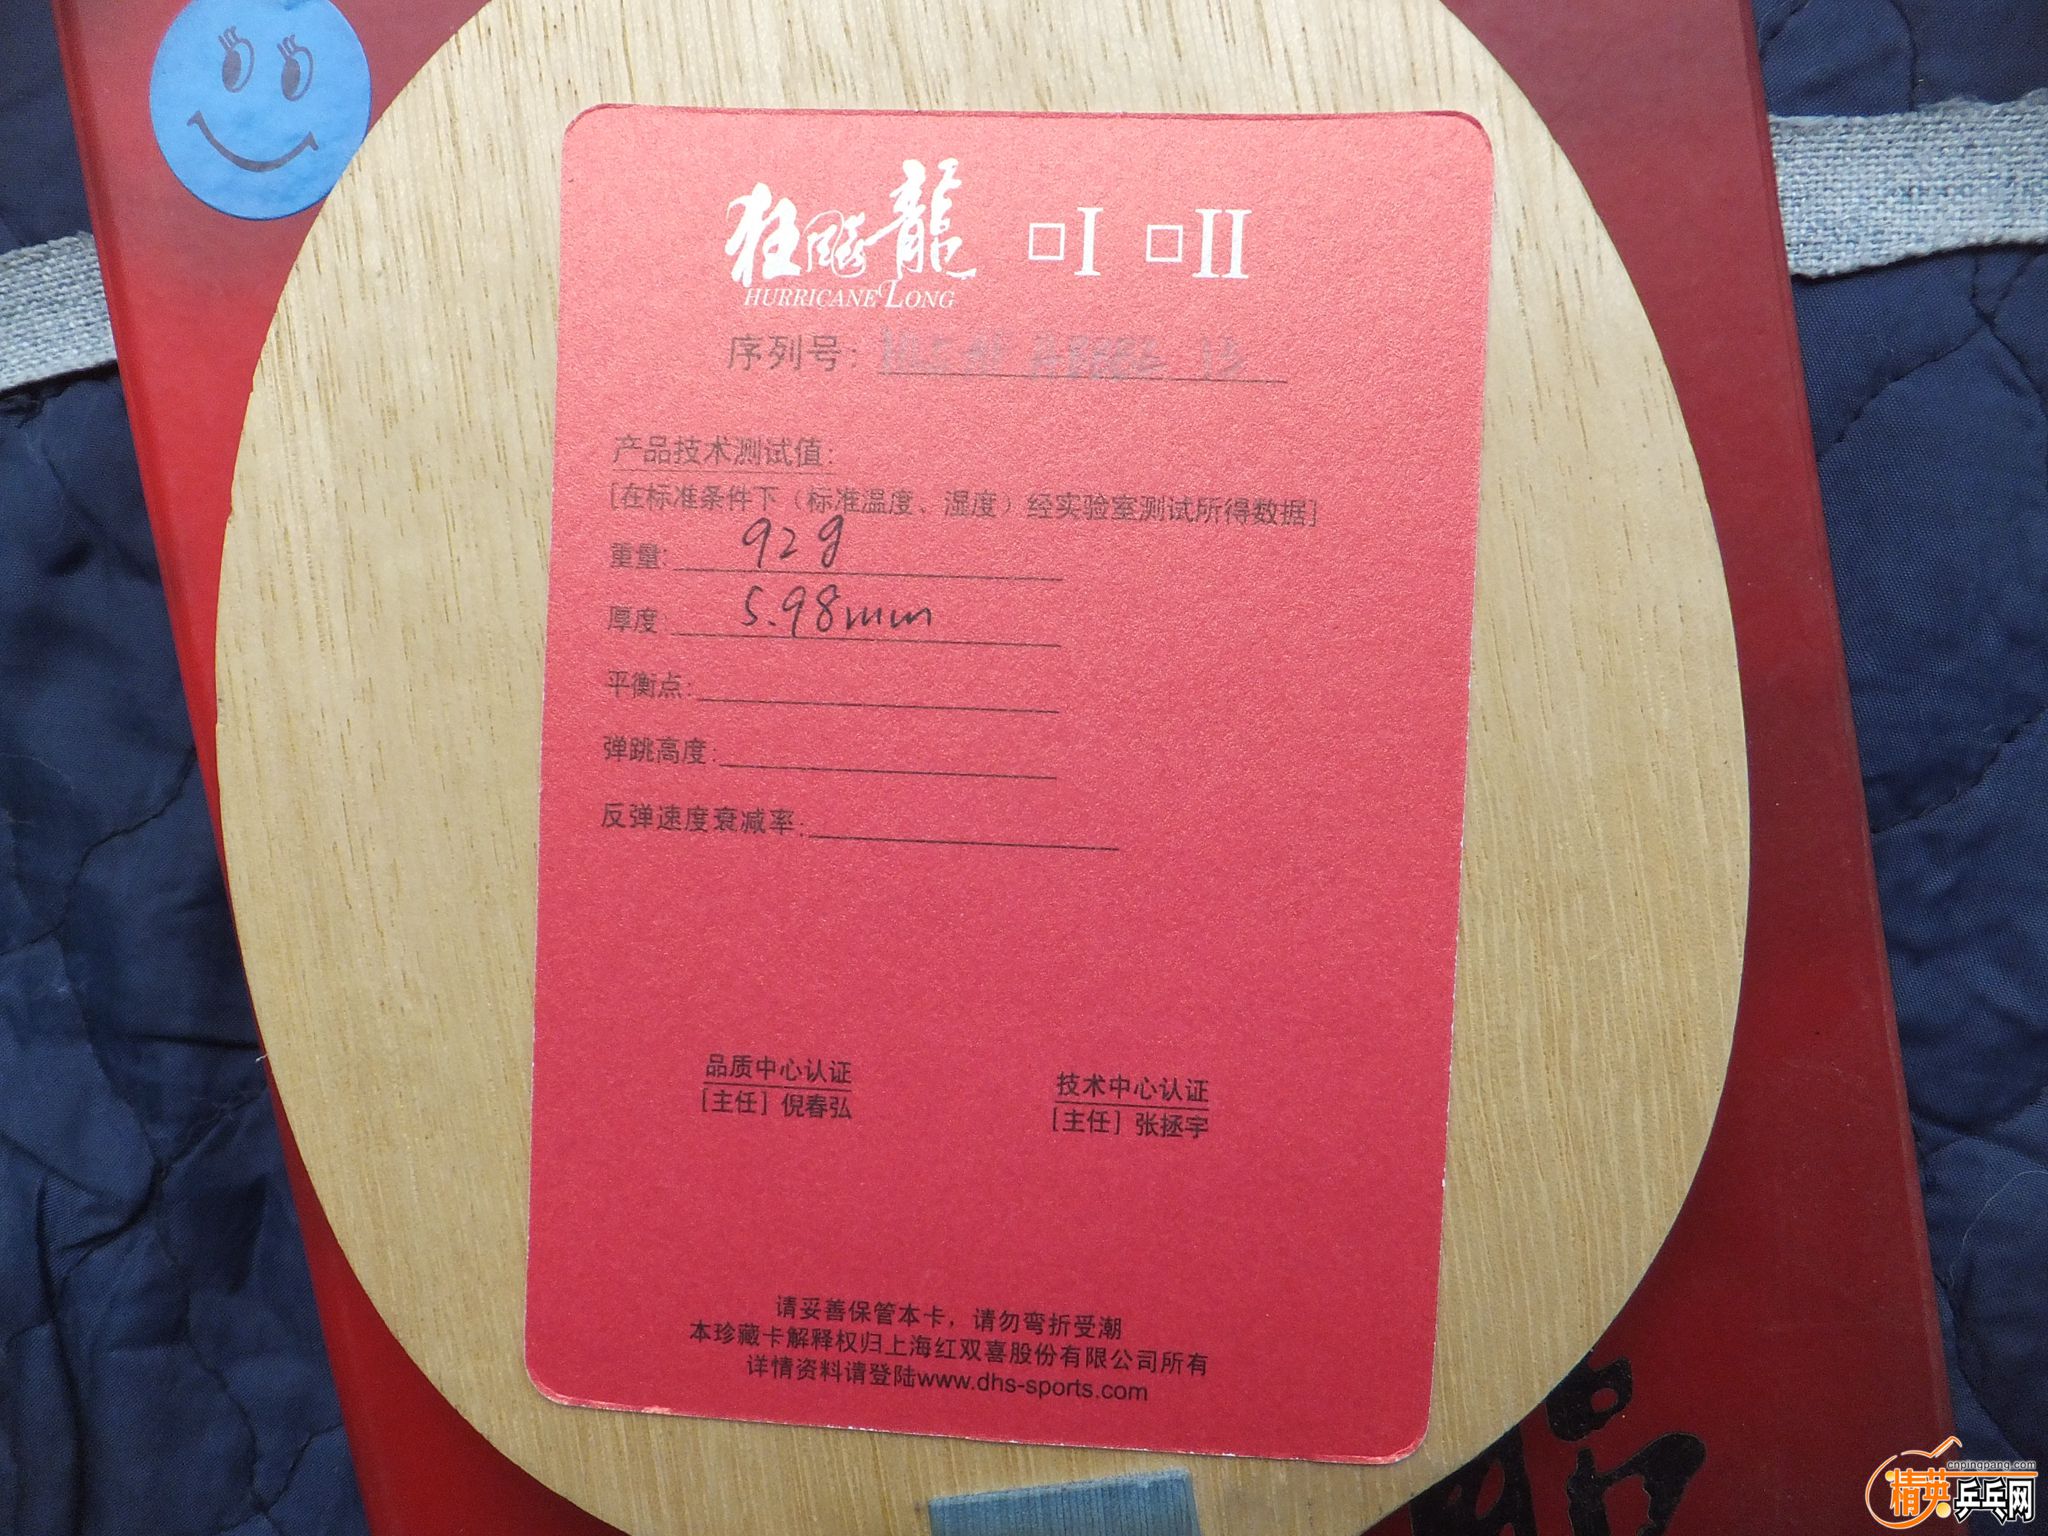 狂飚龍 □I □II
HURRICANE LONG
序列号:
产品技术测试值:
[在标准条件下（标准温度、湿度）经实验室测试所得数据]
重量: 92g
厚度: 5.98mm
平衡点:
弹跳高度:
反弹速度衰减率:
品质中心认证
[主任] 倪春弘
技术中心认证
[主任] 张拯宇
请妥善保管本卡，请勿弯折受潮
本珍藏卡解释权归上海红双喜股份有限公司所有
详情资料请登陆www.dhs-sports.com
cnpingpang.com
精英乒乓网